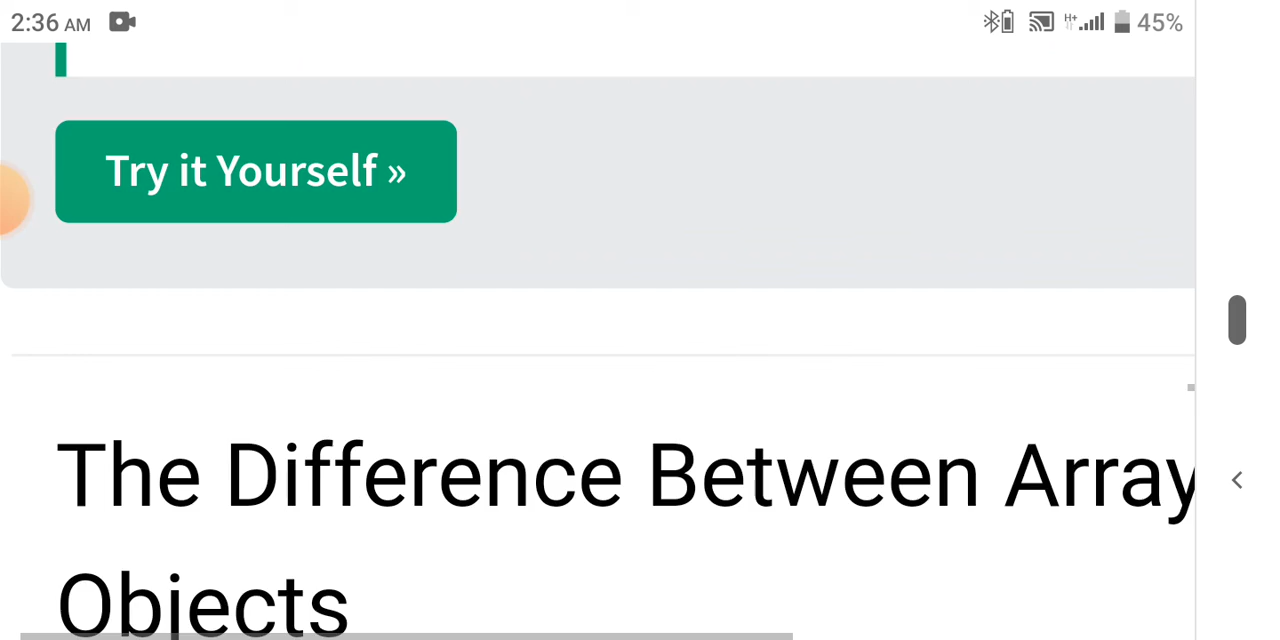 2:36 AM H+ 45%
Try it Yourself »
The Difference Between Array
Objects